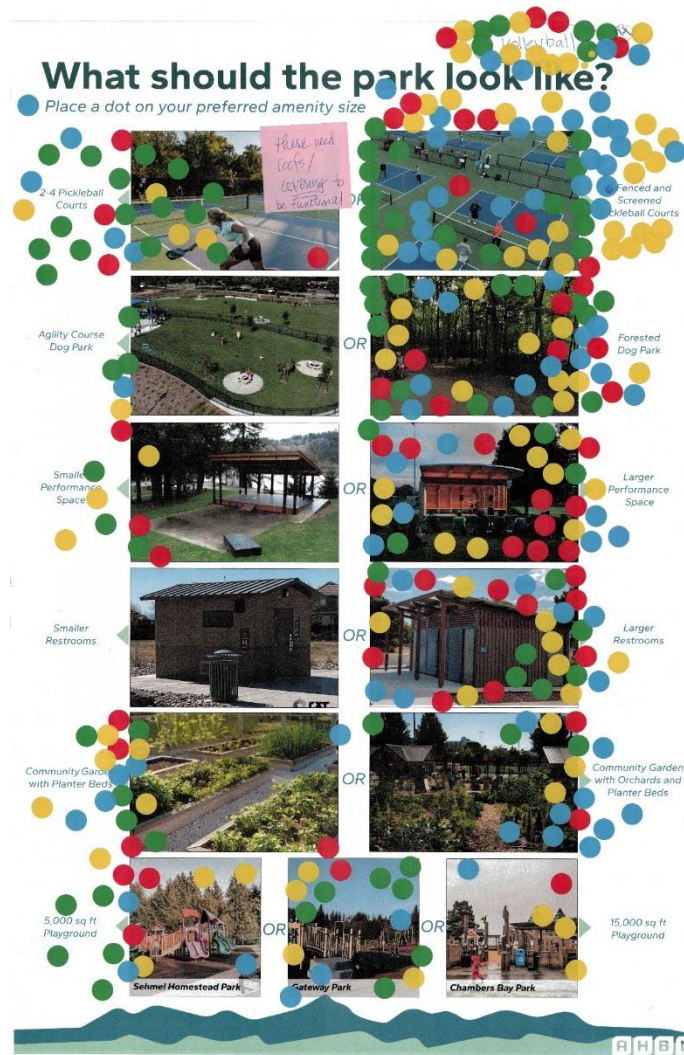 volleyball
What should the park look like?
Place a dot on your preferred amenity size
2-4 Pickleball
Courts
these need
roofs/
covering to
be funtional
OR
Fenced and
Screened
Pickleball Courts
Agility Course
Dog Park
OR
Forested
Dog Park
Smaller
Performance
Space
OR
Larger
Performance
Space
Smaller
Restrooms
OR
Larger
Restrooms
Community Garden
with Planter Beds
OR
Community Garden
with Orchards and
Planter Beds
5,000 sq ft
Playground
Sehmel Homestead Park
OR
Gateway Park
OR
Chambers Bay Park
15,000 sq ft
Playground
AHB